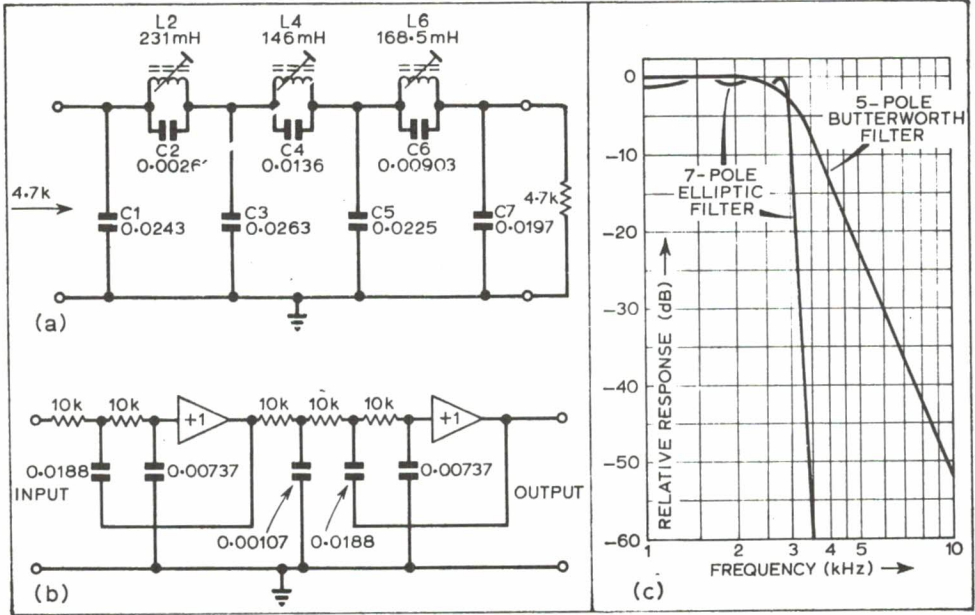 L2
231mH
L4
146mH
L6
168·5mH
C2
C4
0.0136
C6
0.00903
4.7k
C1
0.0243
C3
0.0263
C5
0.0225
C7
0.0197
4.7k
(a)
10k
10k
+1
10k
10k
10k
+1
0.0188
0.00737
0.00737
INPUT
OUTPUT
0.00107
0.0188
(b)
0
-10
-20
-30
-40
-50
-60
RELATIVE RESPONSE (dB)
5-POLE
BUTTERWORTH
FILTER
7-POLE
ELLIPTIC
FILTER
1
2
3
4
5
10
FREQUENCY (kHz)
(c)